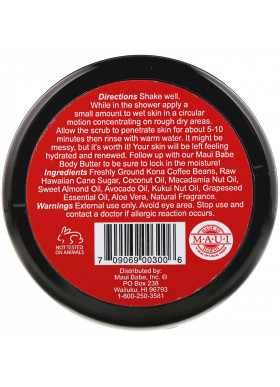 Directions Shake well.
While in the shower apply a
small amount to wet skin in a circular
motion concentrating on rough dry areas.
Allow the scrub to penetrate skin for about 5-10
minutes then rinse with warm water. It might be
messy, but it's worth it! Your skin will be left feeling
hydrated and renewed. Follow up with our Maui Babe
Body Butter to be sure to lock in the moisture!
Ingredients Freshly Ground Kona Coffee Beans, Raw
Hawaiian Cane Sugar, Coconut Oil, Macadamia Nut Oil,
Sweet Almond Oil, Avocado Oil, Kukui Nut Oil, Grapeseed
Essential Oil, Aloe Vera, Natural Fragrance.
Warnings External use only. Avoid eye area. Stop use and
contact a doctor if allergic reaction occurs.
NOT TESTED
ON ANIMALS
MAUI
7 09069 00300 6
Distributed by:
Maui Babe, Inc. ©
PO Box 238
Wailuku, HI 96793
1-800-250-3581